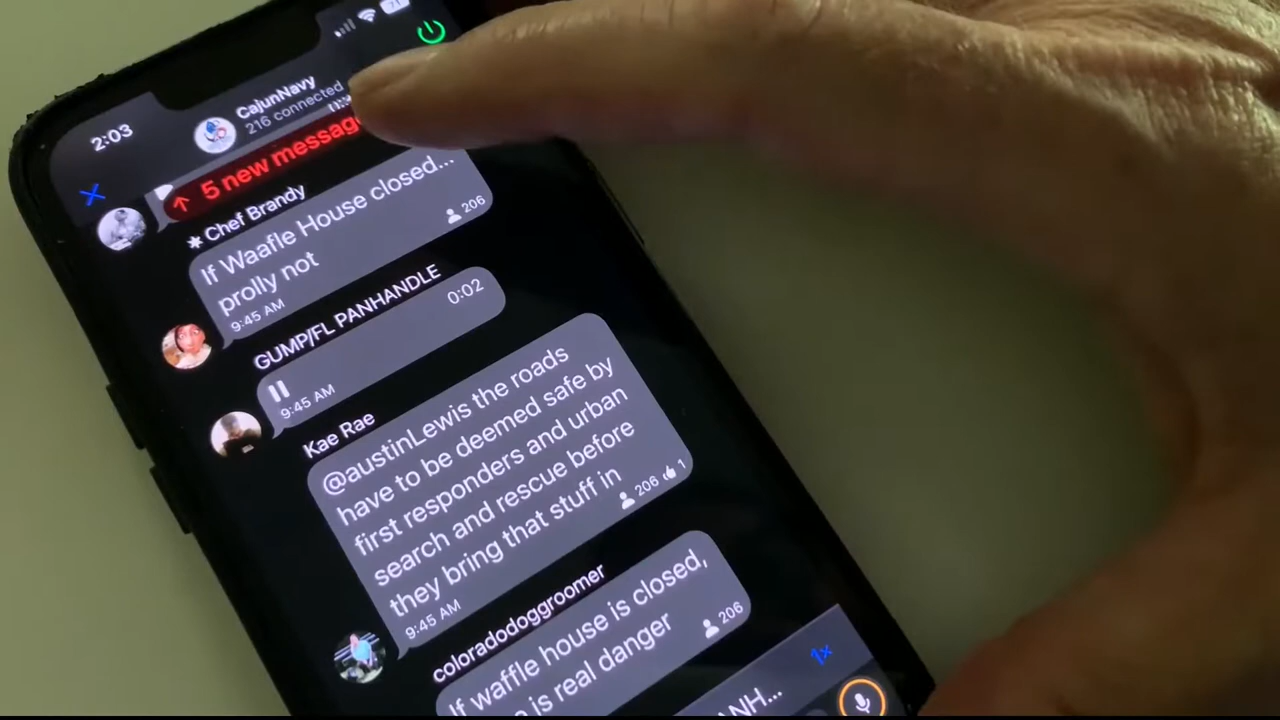 2:03
CajunNavy
216 connected
5 new messag
closed...
Chef Brandy
206
If Waafle House closed
prolly not
9:45 AM
GUMP/FL PANHANDLE
0:02
9:45 AM
Kae Rae
@austinLewis the roads
have to be deemed safe by
first responders and urban
search and rescue before
they bring that stuff in
206 1
9:45 AM
coloradodoggroomer
If waffle house is closed,
is real danger
206
1x
ANH...